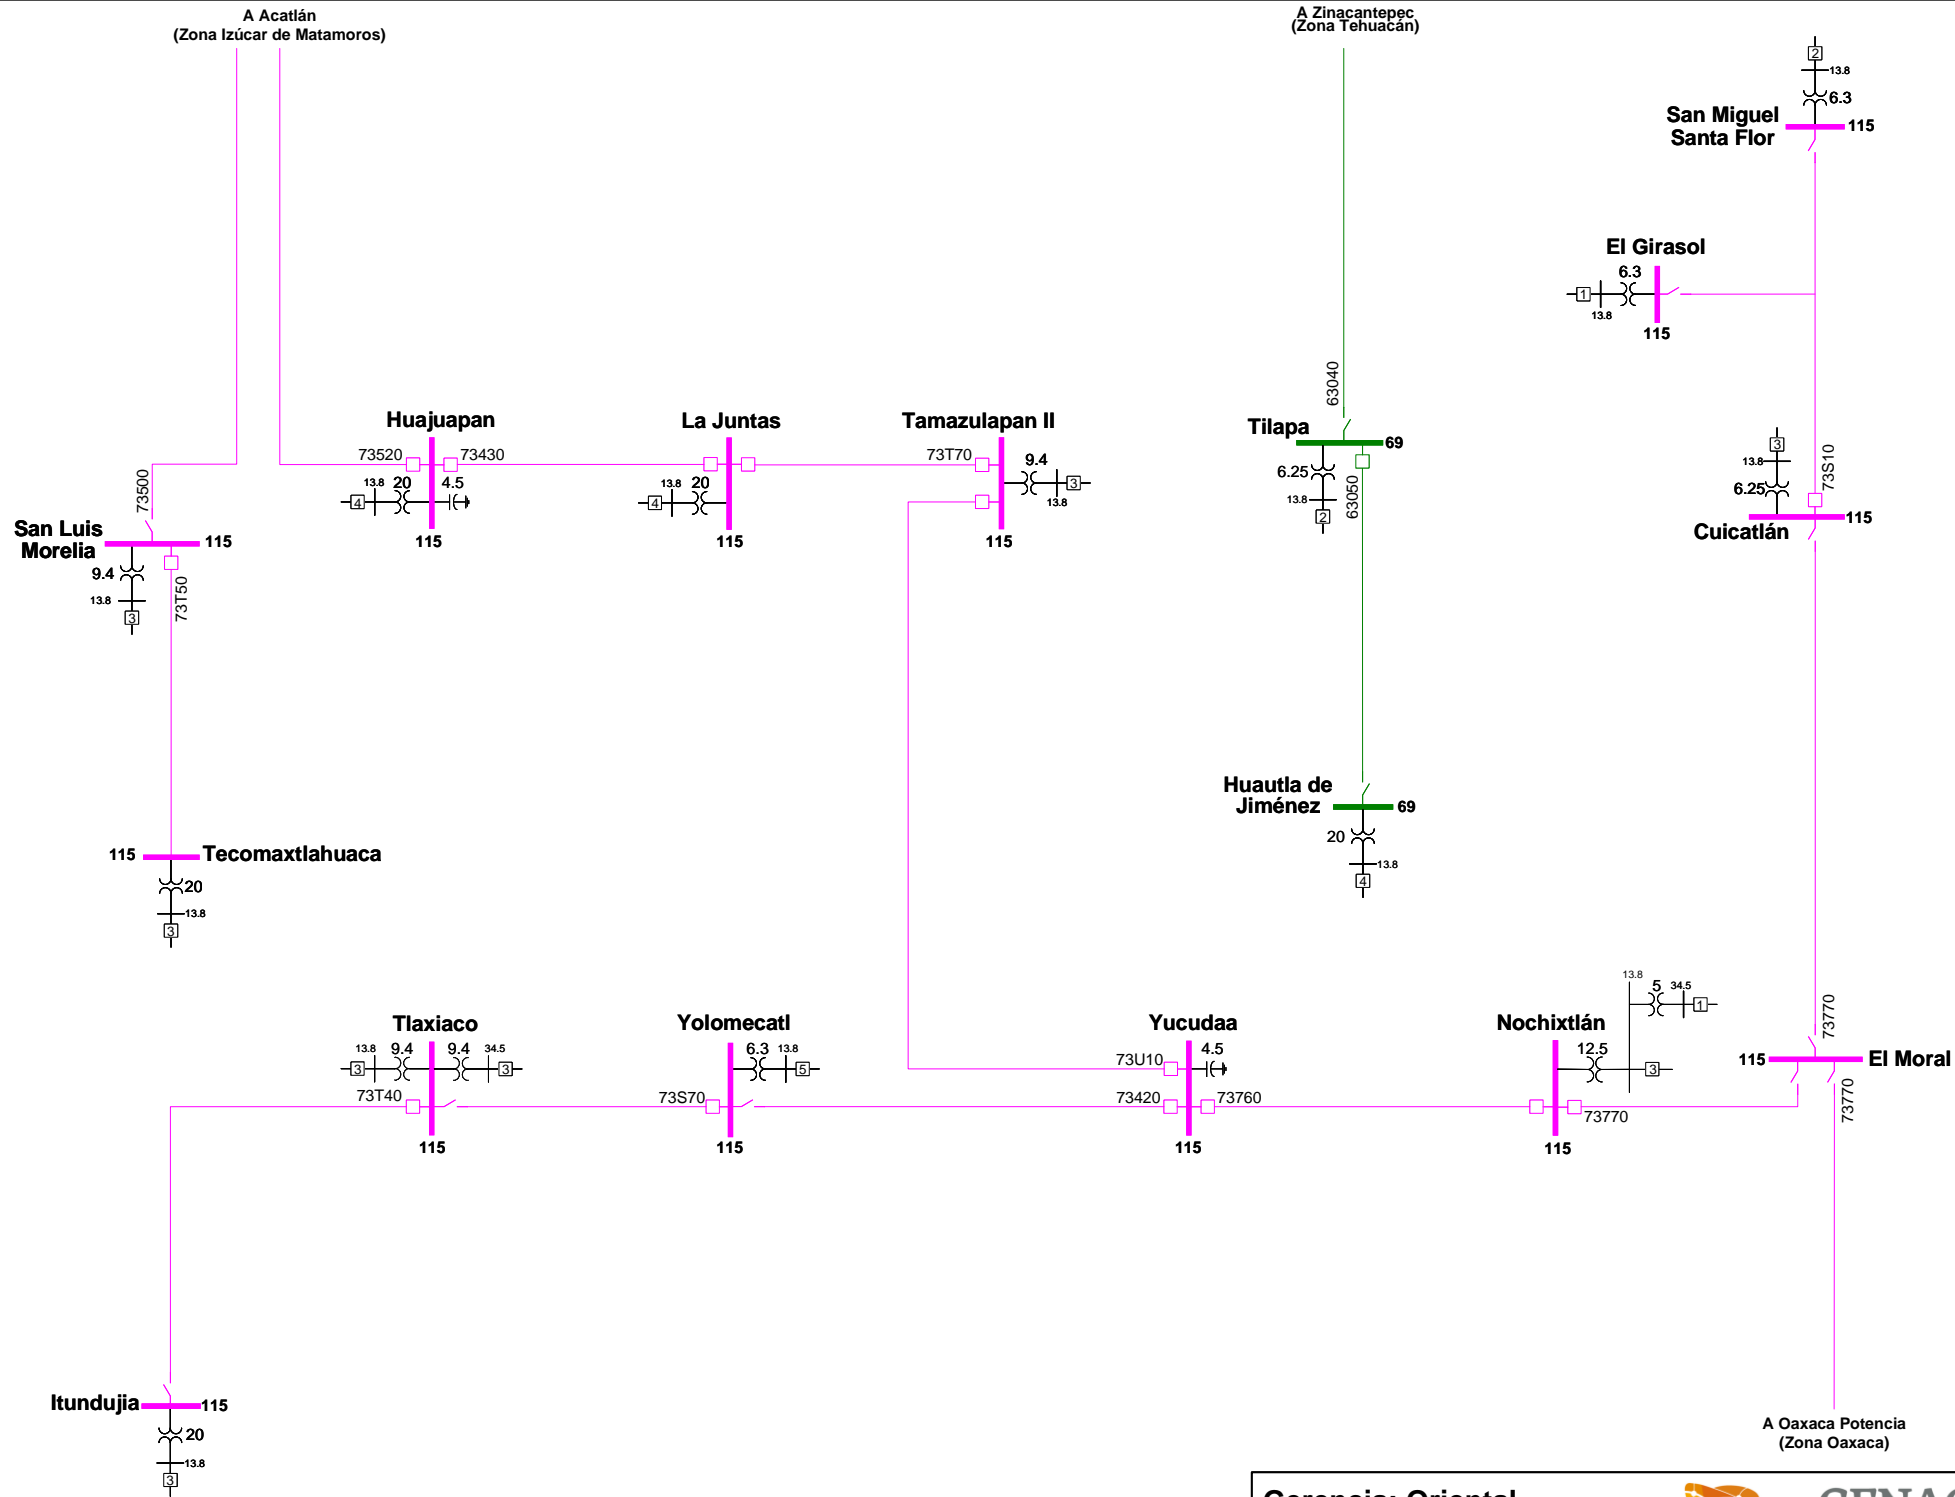 A Acatlán
(Zona Izúcar de Matamoros)
A Zinacantepec
(Zona Tehuacán)
2
13.8
6.3
San Miguel
Santa Flor
115
El Girasol
6.3
1
13.8
115
63040
Huajuapan
La Juntas
Tamazulapan II
Tilapa
69
73500
73520
73430
73T70
9.4
3
13.8
13.8
20
4.5
4
115
13.8
20
4
115
115
6.25
13.8
2
63050
3
13.8
6.25
73S10
115
Cuicatlán
San Luis
Morelia
115
9.4
13.8
3
73T50
Huautla de
Jiménez
69
20
13.8
4
115
Tecomaxtlahuaca
20
13.8
3
13.8
5
34.5
1
Tlaxiaco
Yolomecatl
Yucudaa
Nochixtlán
73770
13.8
9.4
9.4
34.5
3
3
6.3
13.8
5
73U10
4.5
12.5
3
115
El Moral
73T40
73S70
73420
73760
73770
73770
115
115
115
115
Itundujia
115
20
13.8
3
A Oaxaca Potencia
(Zona Oaxaca)